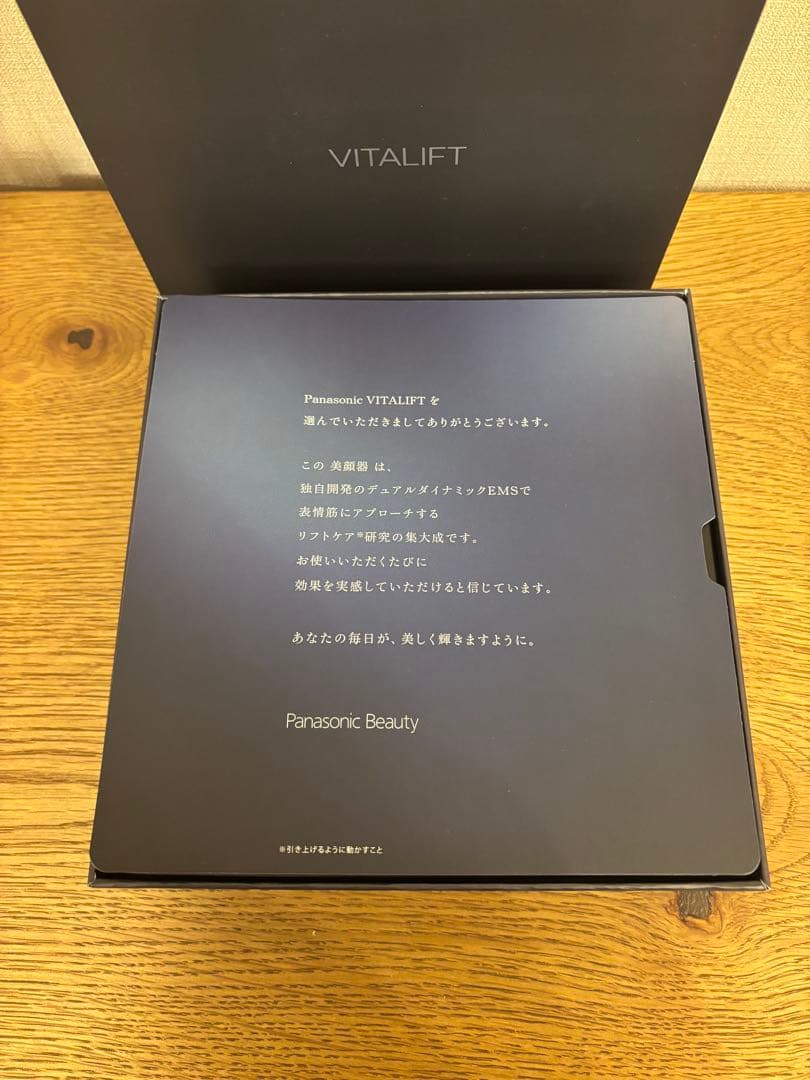 VITALIFT
Panasonic VITALIFT を
選んでいただきましてありがとうございます。
この 美顔器 は、
独自開発のデュアルダイナミックEMSで
表情筋にアプローチする
リフトケア※研究の集大成です。
お使いいただくたびに
効果を実感していただけると信じています。
あなたの毎日が、美しく輝きますように。
Panasonic Beauty
※引き上げるように動かすこと